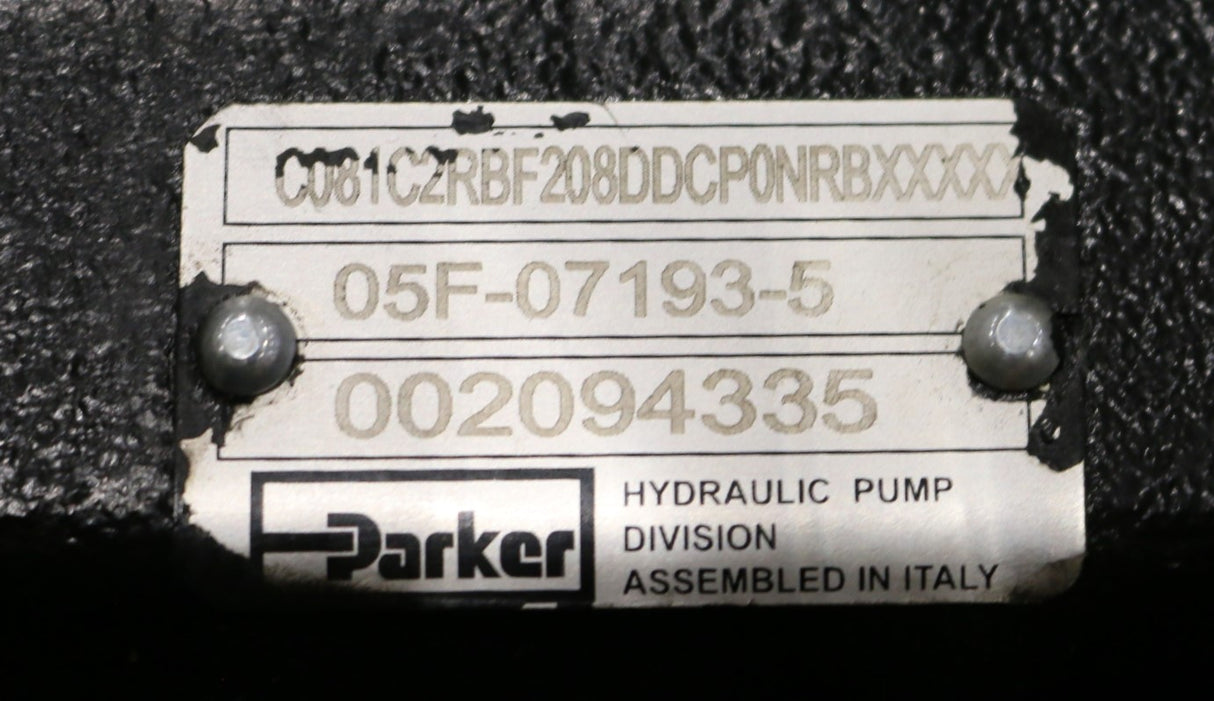 C081C2RBF208DDCP0NRBXXXXX
05F-07193-5
002094335
Parker
HYDRAULIC PUMP
DIVISION
ASSEMBLED IN ITALY